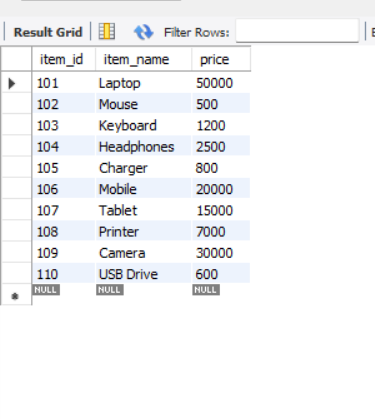 Result Grid Filter Rows: E
item_id item_name price
101 Laptop 50000
102 Mouse 500
103 Keyboard 1200
104 Headphones 2500
105 Charger 800
106 Mobile 20000
107 Tablet 15000
108 Printer 7000
109 Camera 30000
110 USB Drive 600
NULL NULL NULL